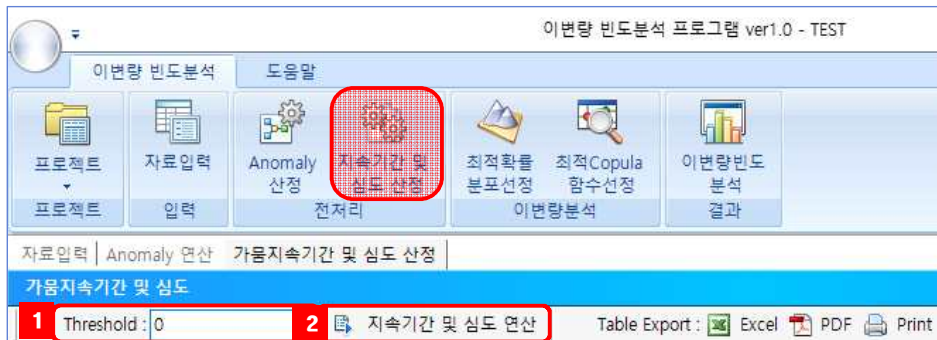 이변량 빈도분석 프로그램 ver1.0 - TEST
이변량 빈도분석 도움말
프로젝트 자료입력 Anomaly 산정 지속기간 및 심도 산정 최적확률 분포선정 최적Copula 함수선정 이변량빈도 분석
프로젝트 입력 전처리 이변량분석 결과
자료입력 Anomaly 연산 가뭄지속기간 및 심도 산정
가뭄지속기간 및 심도
1 Threshold : 0 2 지속기간 및 심도 연산 Table Export : Excel PDF Print